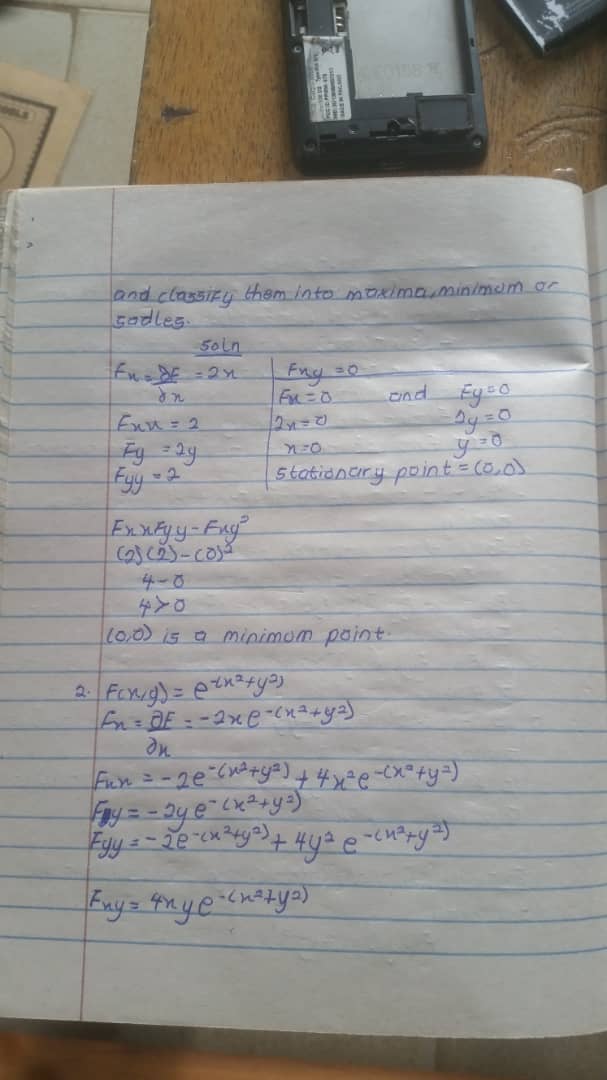 and classify them into maxima, minimum or
sadles.
Soln
Fx = ∂F = 2x
∂x
Fxx = 2
Fy = 2y
Fyy = 2
Fxy = 0
Fx = 0 and Fy = 0
2x = 0 2y = 0
x = 0 y = 0
Stationary point = (0,0)
FxxFyy - Fxy²
(2)(2) - (0)²
4 - 0
4 > 0
(0,0) is a minimum point.
2. F(x,y) = e^-(x²+y²)
Fx = ∂F = -2xe^-(x²+y²)
∂x
Fxx = -2e^-(x²+y²) + 4x²e^-(x²+y²)
Fy = -2ye^-(x²+y²)
Fyy = -2e^-(x²+y²) + 4y² e^-(x²+y²)
Fxy = 4xye^-(x²+y²)